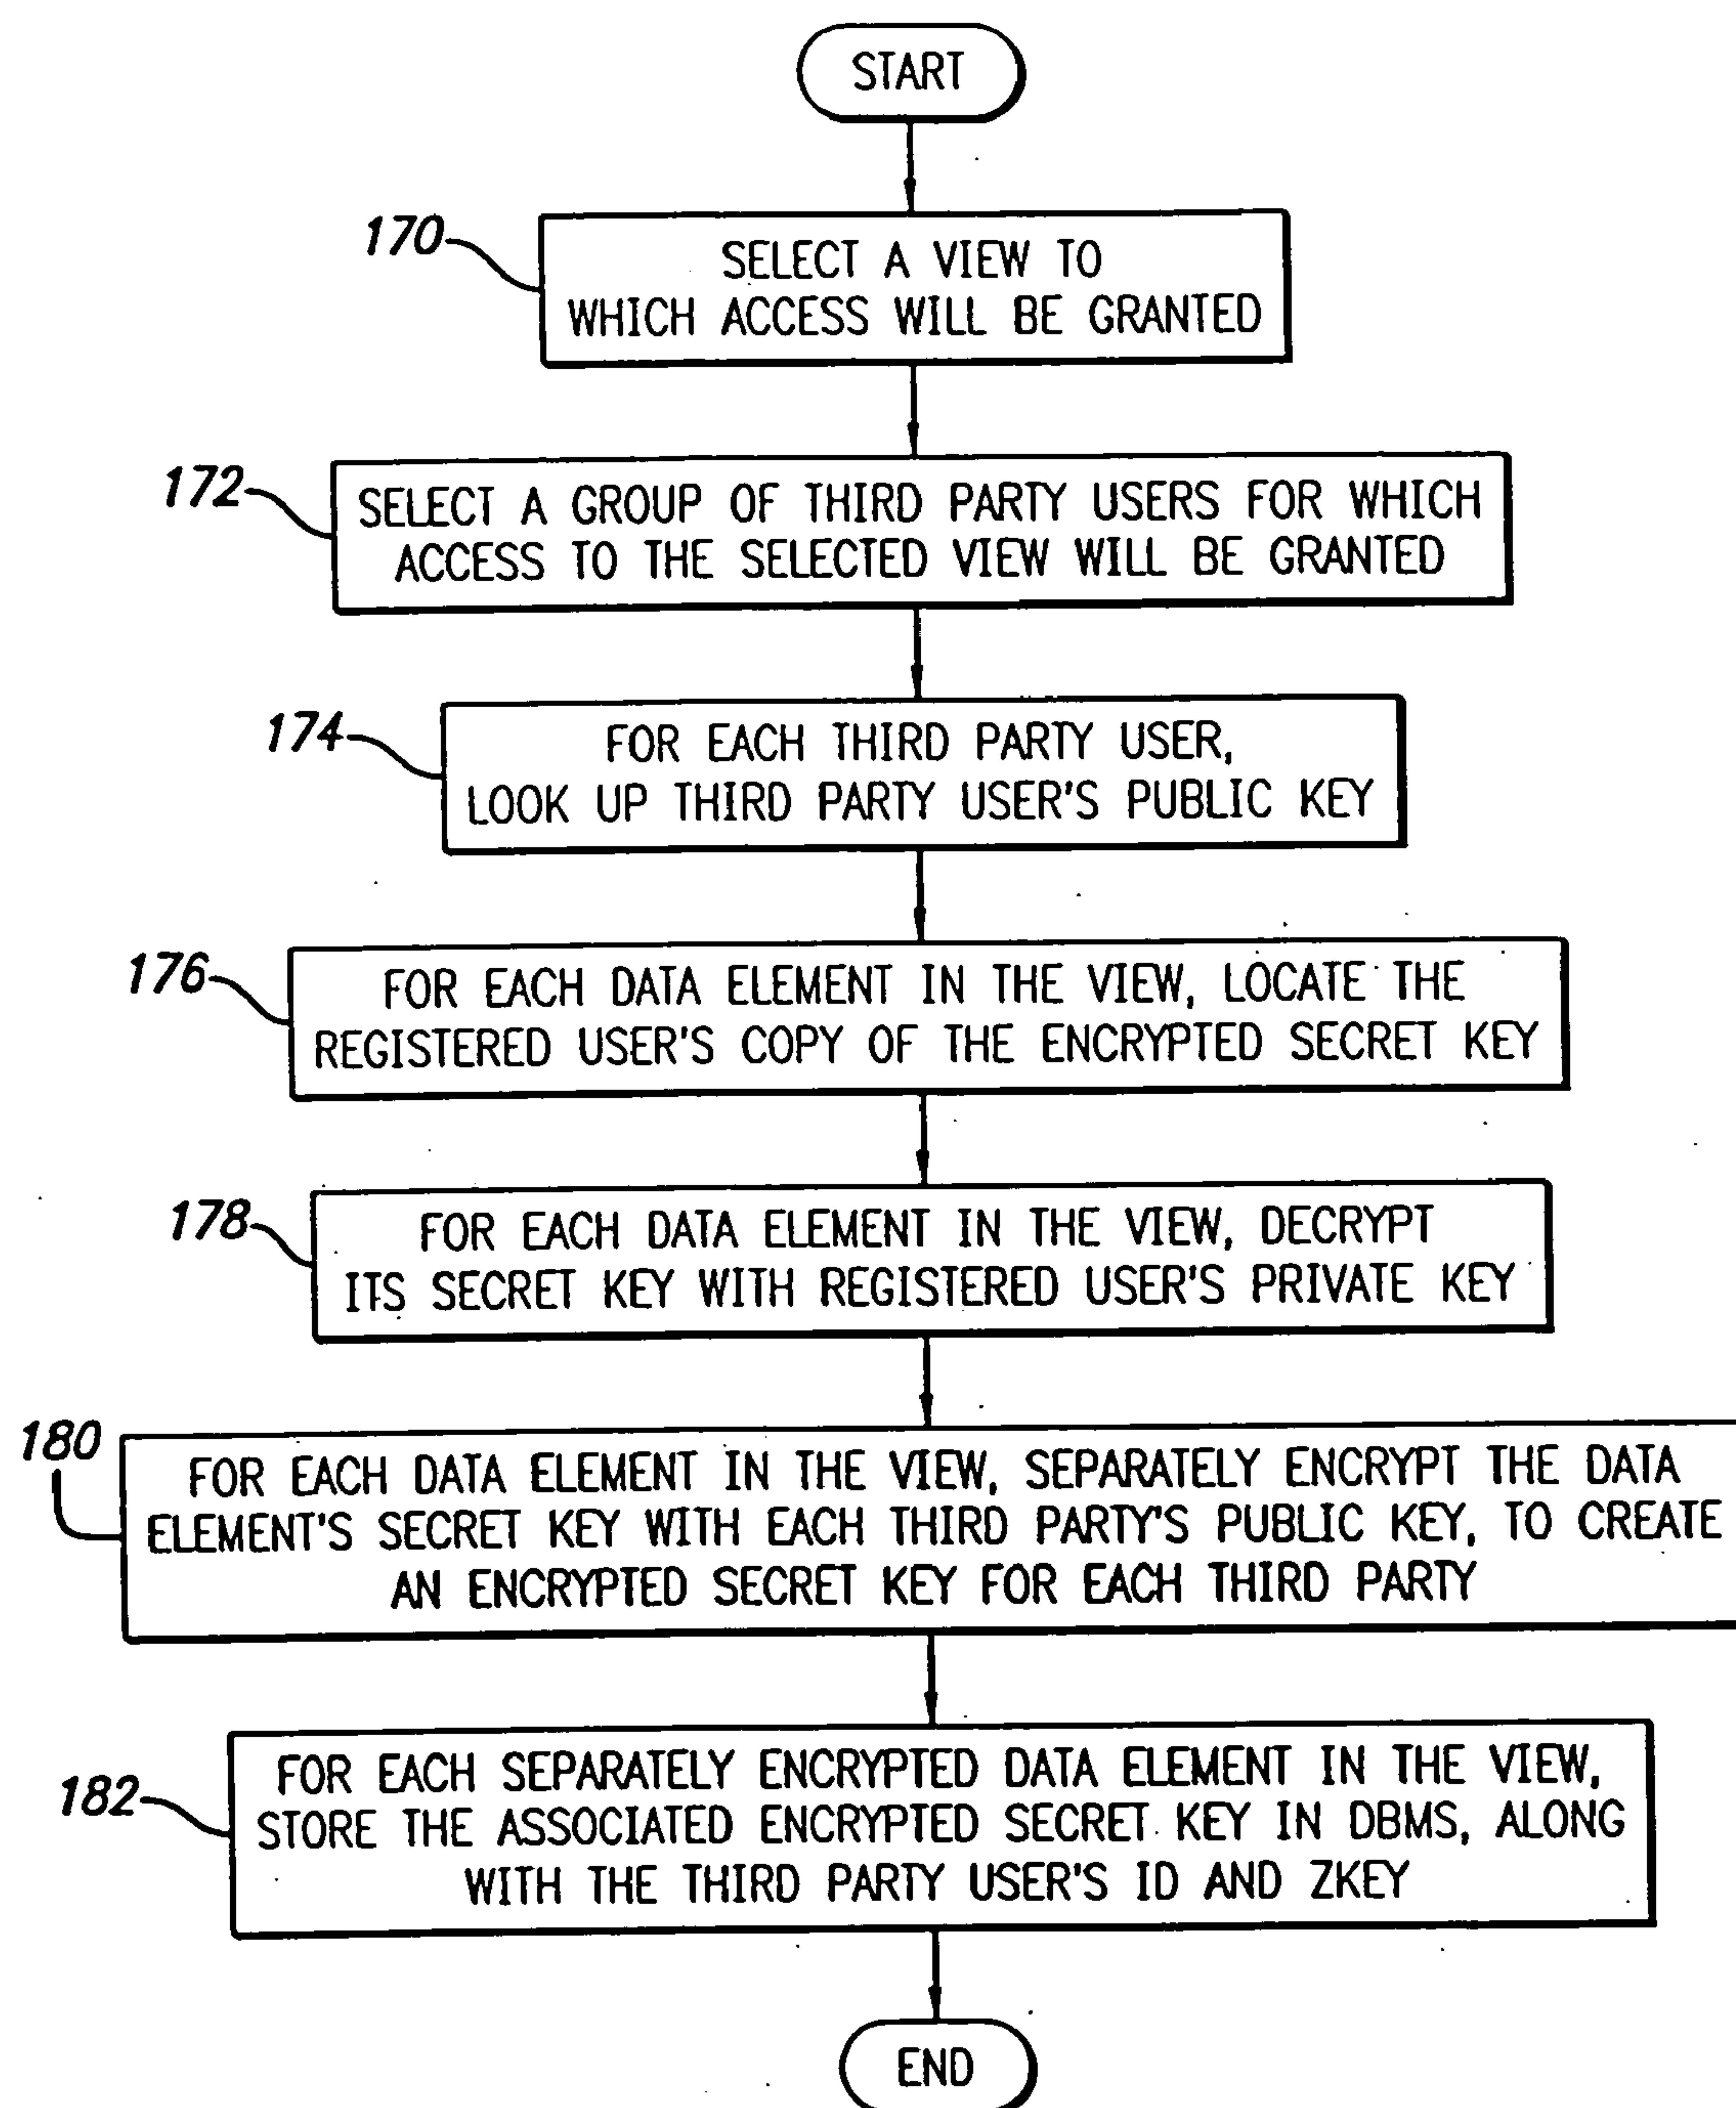 START
170
SELECT A VIEW TO
WHICH ACCESS WILL BE GRANTED
172
SELECT A GROUP OF THIRD PARTY USERS FOR WHICH
ACCESS TO THE SELECTED VIEW WILL BE GRANTED
174
FOR EACH THIRD PARTY USER,
LOOK UP THIRD PARTY USER'S PUBLIC KEY
176
FOR EACH DATA ELEMENT IN THE VIEW, LOCATE THE
REGISTERED USER'S COPY OF THE ENCRYPTED SECRET KEY
178
FOR EACH DATA ELEMENT IN THE VIEW, DECRYPT
ITS SECRET KEY WITH REGISTERED USER'S PRIVATE KEY
180
FOR EACH DATA ELEMENT IN THE VIEW, SEPARATELY ENCRYPT THE DATA
ELEMENT'S SECRET KEY WITH EACH THIRD PARTY'S PUBLIC KEY, TO CREATE
AN ENCRYPTED SECRET KEY FOR EACH THIRD PARTY
182
FOR EACH SEPARATELY ENCRYPTED DATA ELEMENT IN THE VIEW,
STORE THE ASSOCIATED ENCRYPTED SECRET KEY IN DBMS, ALONG
WITH THE THIRD PARTY USER'S ID AND ZKEY
END